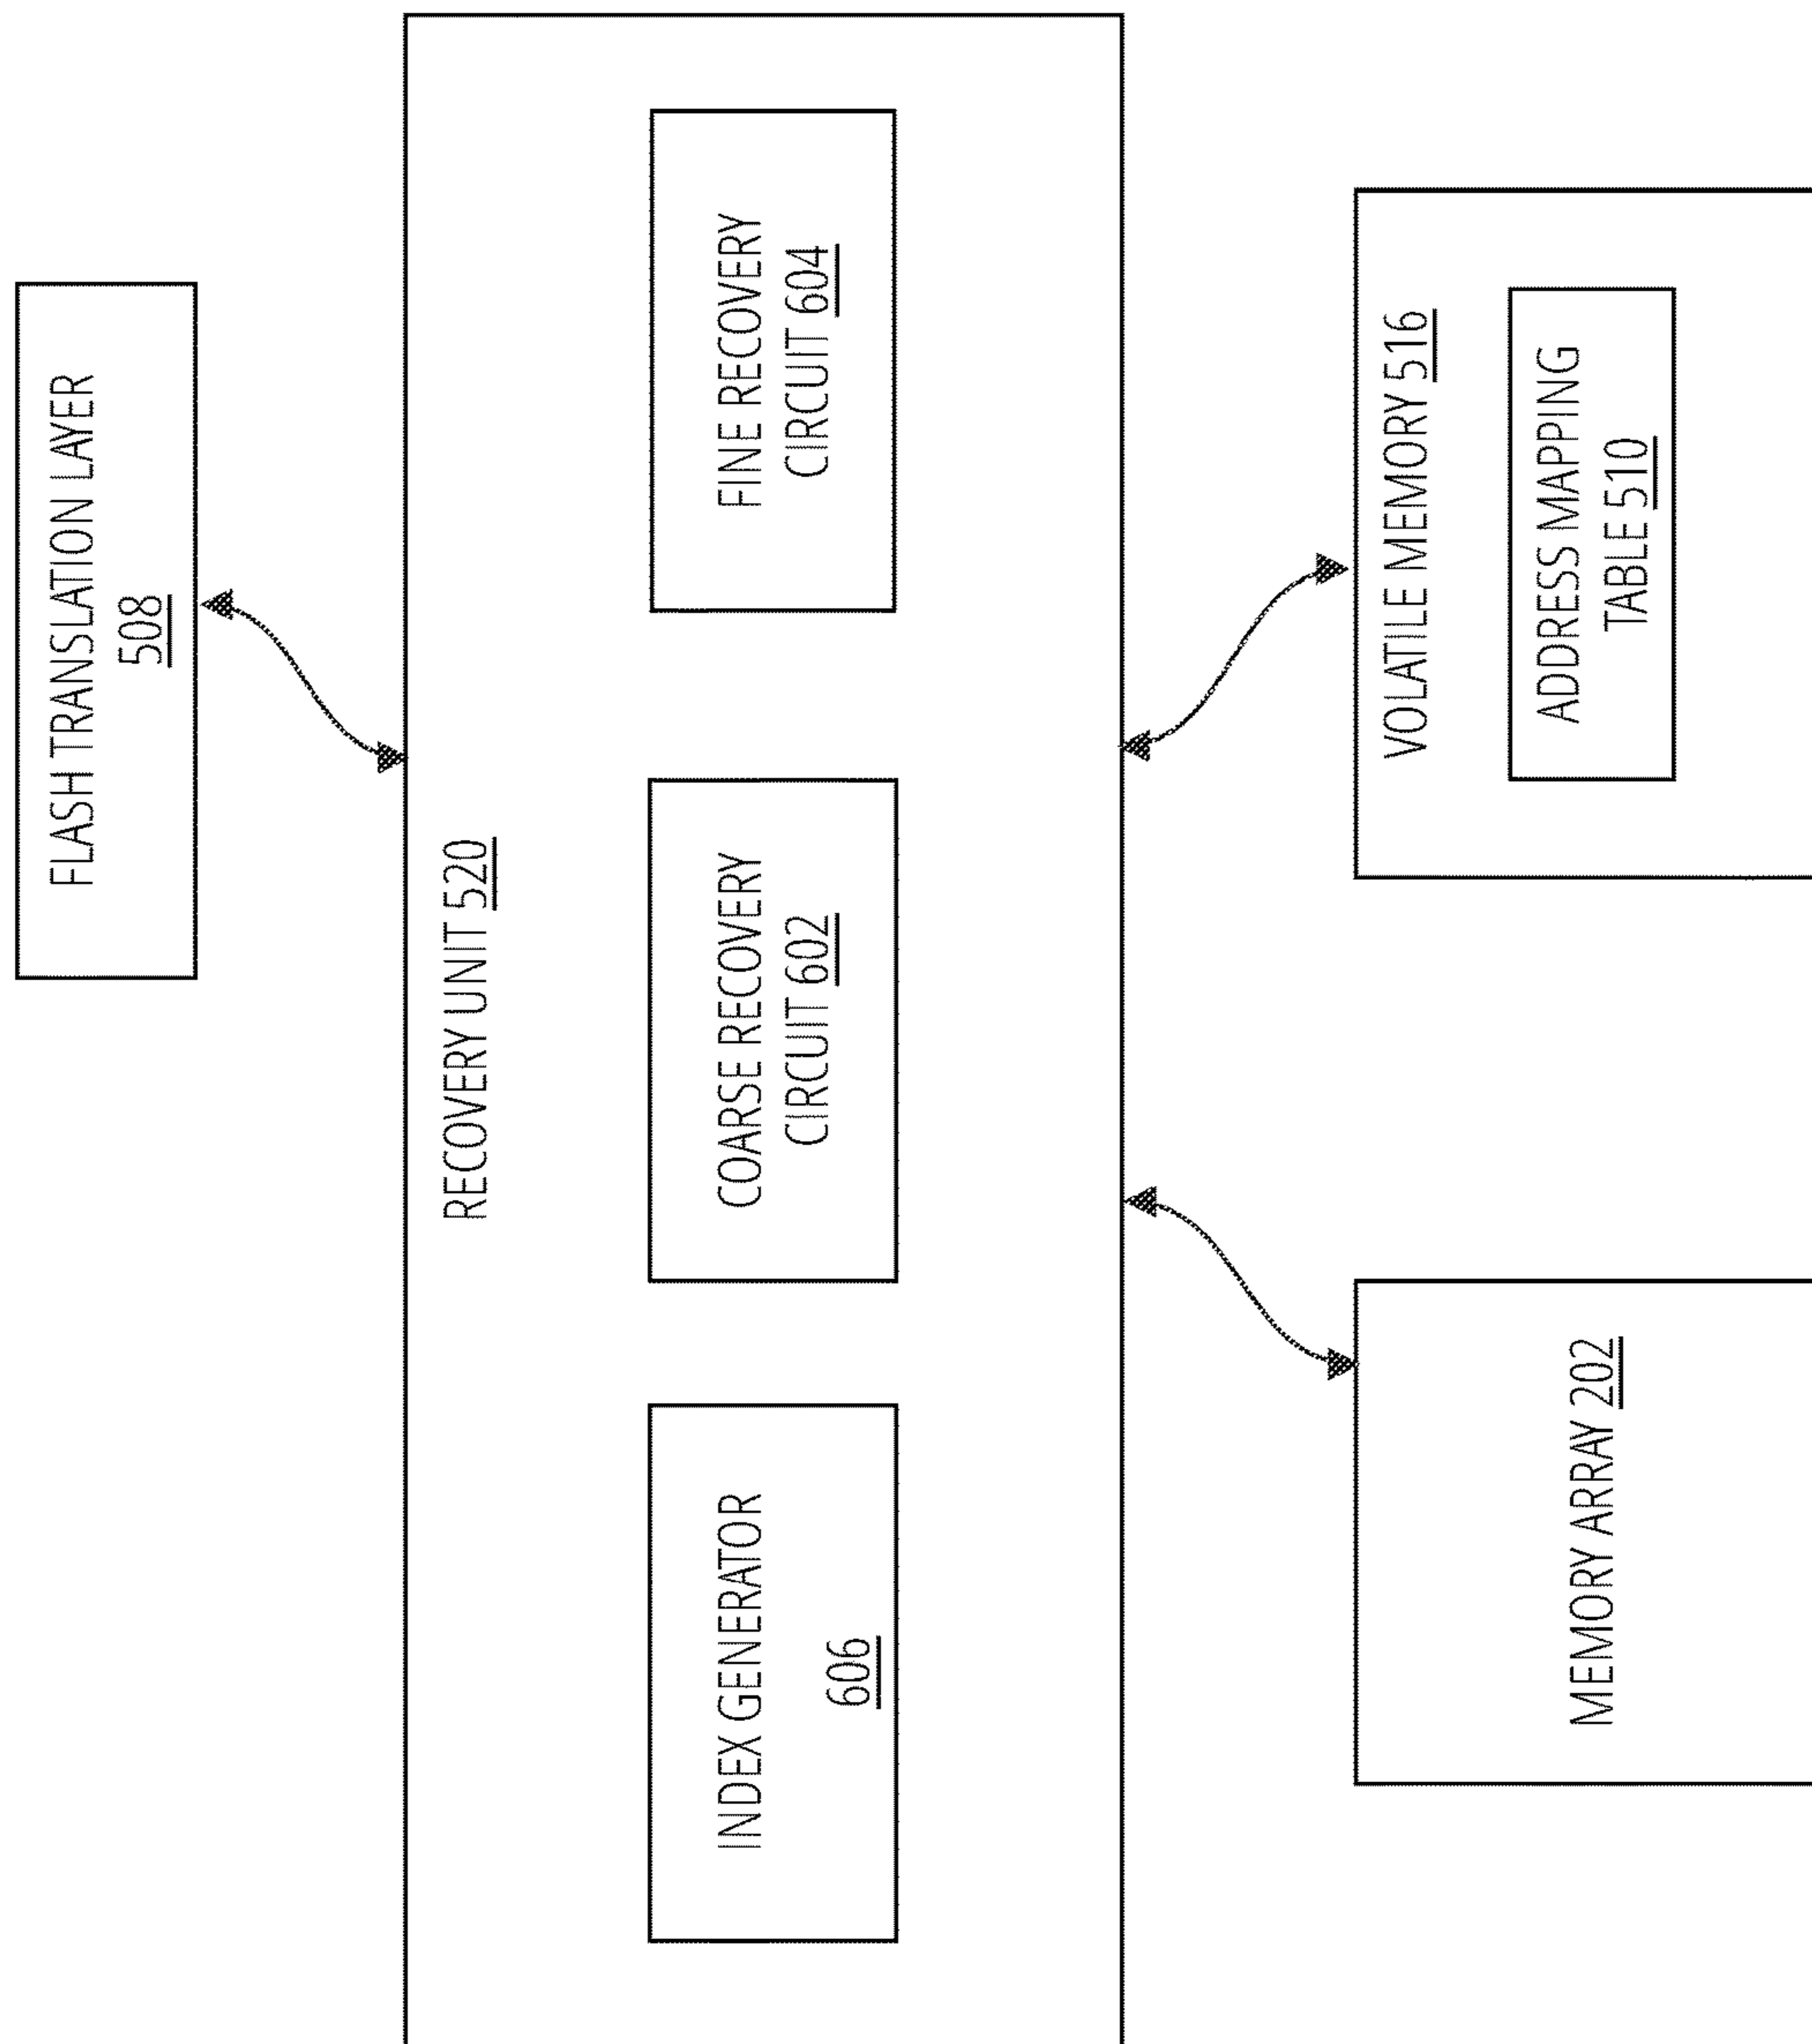 FLASH TRANSLATION LAYER
508
RECOVERY UNIT 520
INDEX GENERATOR
606
COARSE RECOVERY
CIRCUIT 602
FINE RECOVERY
CIRCUIT 604
MEMORY ARRAY 202
VOLATILE MEMORY 516
ADDRESS MAPPING
TABLE 510